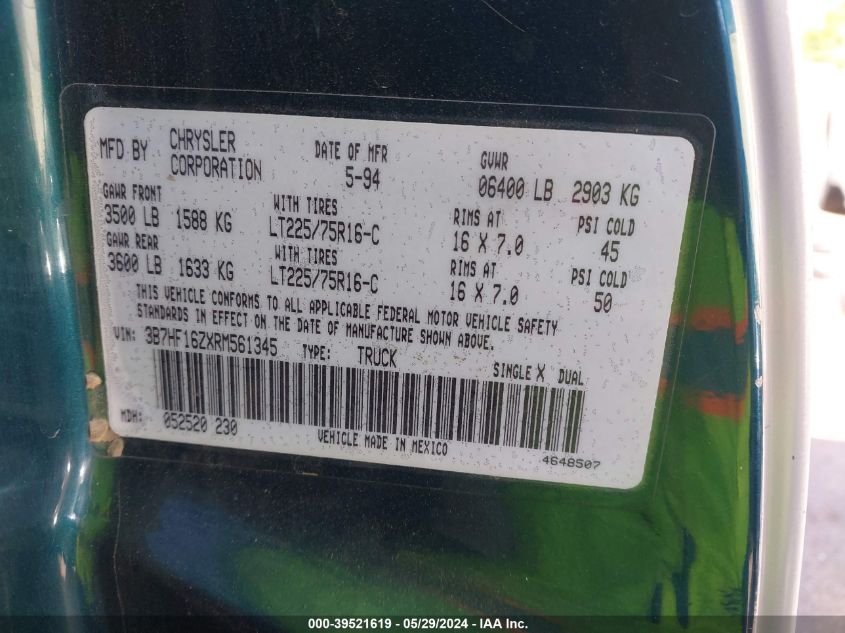 MFD BY CHRYSLER CORPORATION DATE OF MFR 5-94 GVWR 06400 LB 2903 KG
GAWR FRONT 3500 LB 1588 KG WITH TIRES LT225/75R16-C RIMS AT 16 X 7.0 PSI COLD 45
GAWR REAR 3600 LB 1633 KG WITH TIRES LT225/75R16-C RIMS AT 16 X 7.0 PSI COLD 50
THIS VEHICLE CONFORMS TO ALL APPLICABLE FEDERAL MOTOR VEHICLE SAFETY
STANDARDS IN EFFECT ON THE DATE OF MANUFACTURE SHOWN ABOVE.
VIN: 3B7HF16ZXRM561345 TYPE: TRUCK SINGLE X DUAL
MDH: 052520 230 VEHICLE MADE IN MEXICO 4648507
000-39521619 - 05/29/2024 - IAA Inc.